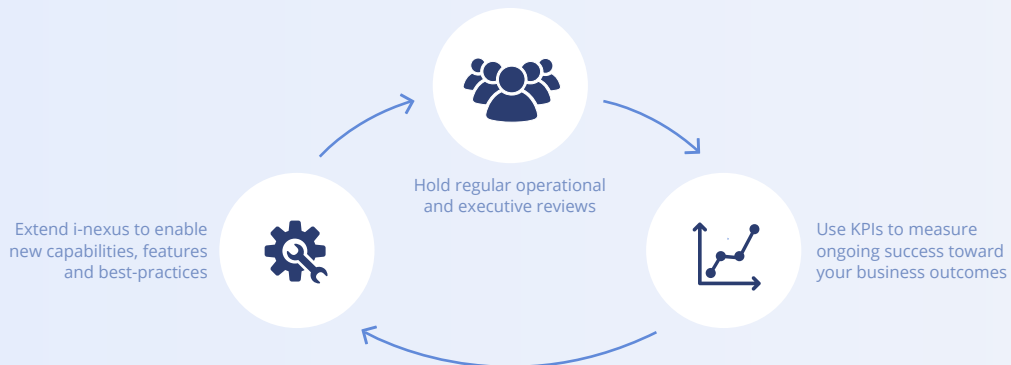 Hold regular operational
and executive reviews
Extend i-nexus to enable
new capabilities, features
and best-practices
Use KPIs to measure
ongoing success toward
your business outcomes